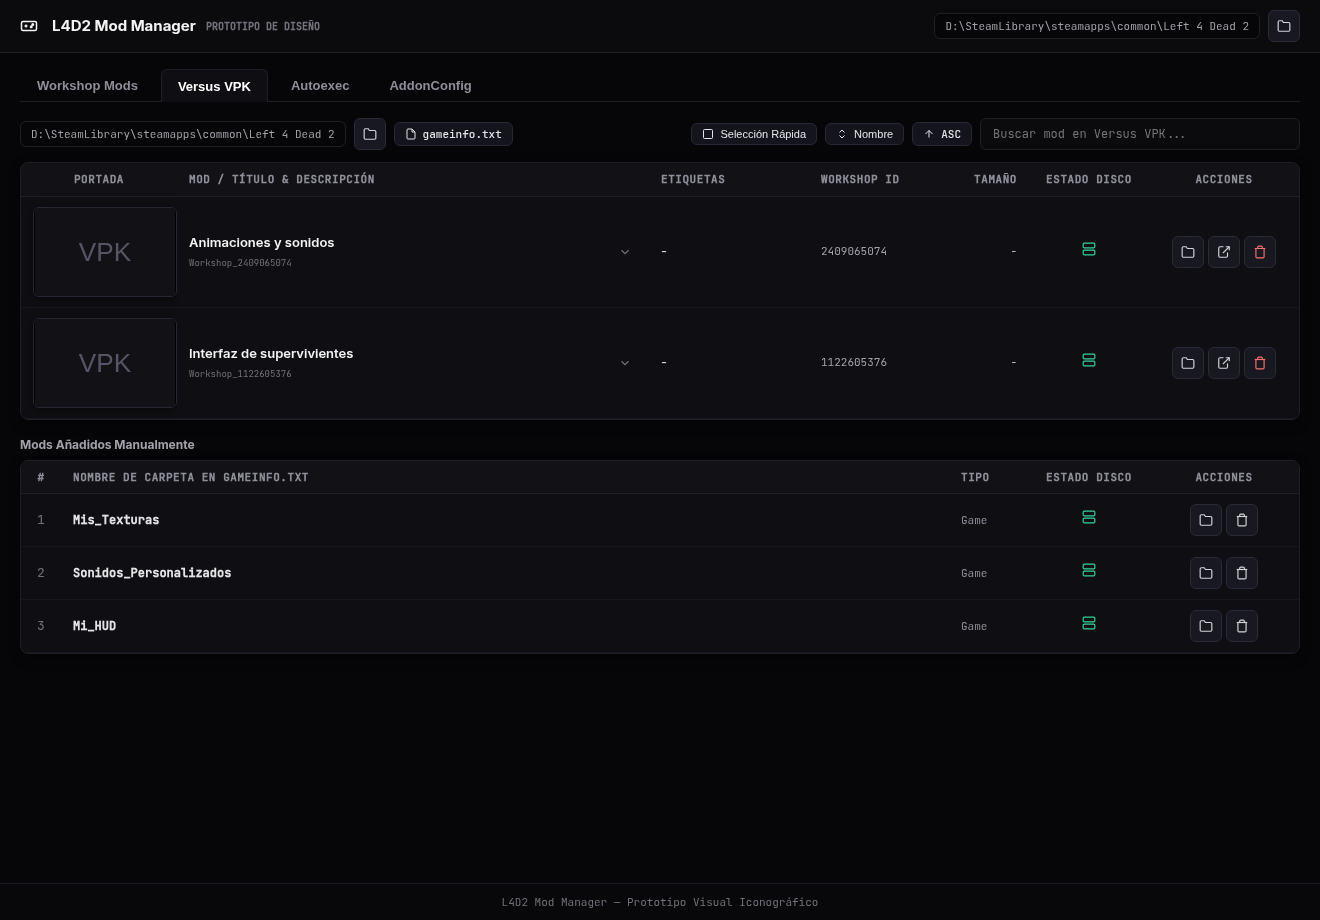 L4D2 Mod Manager PROTOTIPO DE DISEÑO D:\SteamLibrary\steamapps\common\Left 4 Dead 2
Workshop Mods Versus VPK Autoexec AddonConfig
D:\SteamLibrary\steamapps\common\Left 4 Dead 2 gameinfo.txt Selección Rápida Nombre ASC Buscar mod en Versus VPK...
PORTADA MOD / TÍTULO & DESCRIPCIÓN ETIQUETAS WORKSHOP ID TAMAÑO ESTADO DISCO ACCIONES
VPK Animaciones y sonidos - 2409065074 -
Workshop_2409065074
VPK Interfaz de supervivientes - 1122605376 -
Workshop_1122605376
Mods Añadidos Manualmente
# NOMBRE DE CARPETA EN GAMEINFO.TXT TIPO ESTADO DISCO ACCIONES
1 Mis_Texturas Game
2 Sonidos_Personalizados Game
3 Mi_HUD Game
L4D2 Mod Manager — Prototipo Visual Iconográfico